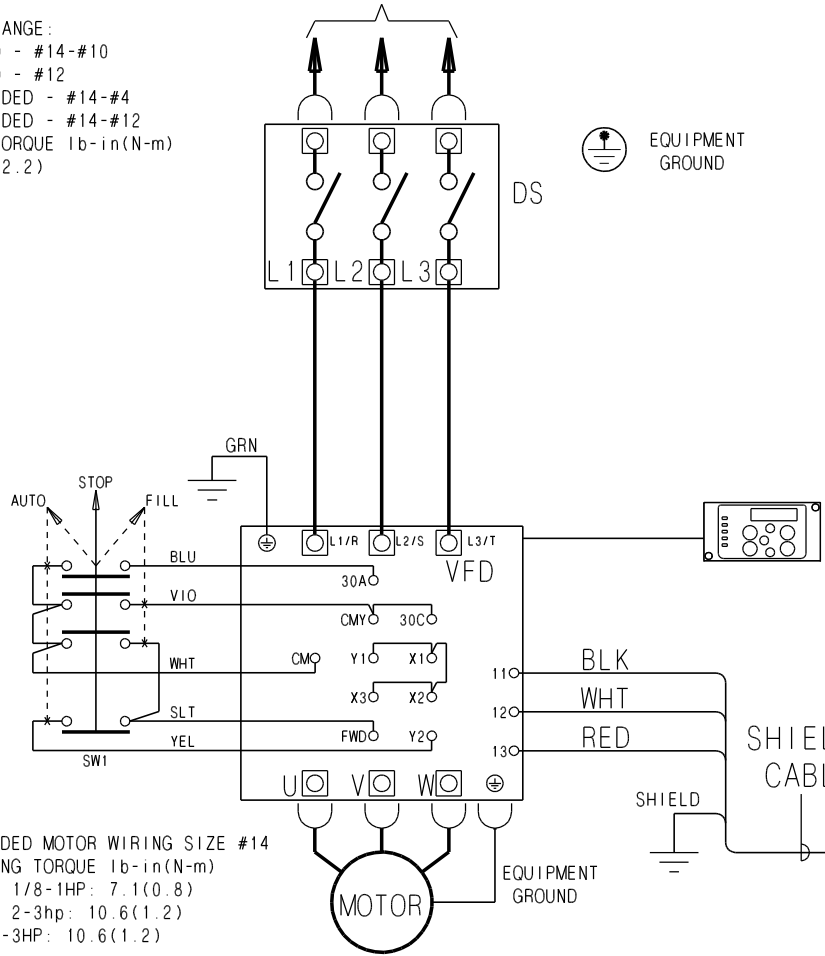 ANGE:
- #14-#10
- #12
DED - #14-#4
DED - #14-#12
ORQUE lb-in(N-m)
2.2)
EQUIPMENT
GROUND
DS
L1 L2 L3
GRN
STOP
AUTO
FILL
L1/R L2/S L3/T
VFD
BLU
30A
VIO
CMY 30C
WHT
CM Y1 X1
X3 X2
SLT
FWD Y2
YEL
SW1
11 BLK
12 WHT
13 RED
SHIEL
CABL
SHIELD
U V W
DED MOTOR WIRING SIZE #14
NG TORQUE lb-in(N-m)
1/8-1HP: 7.1(0.8)
2-3hp: 10.6(1.2)
-3HP: 10.6(1.2)
MOTOR
EQUIPMENT
GROUND